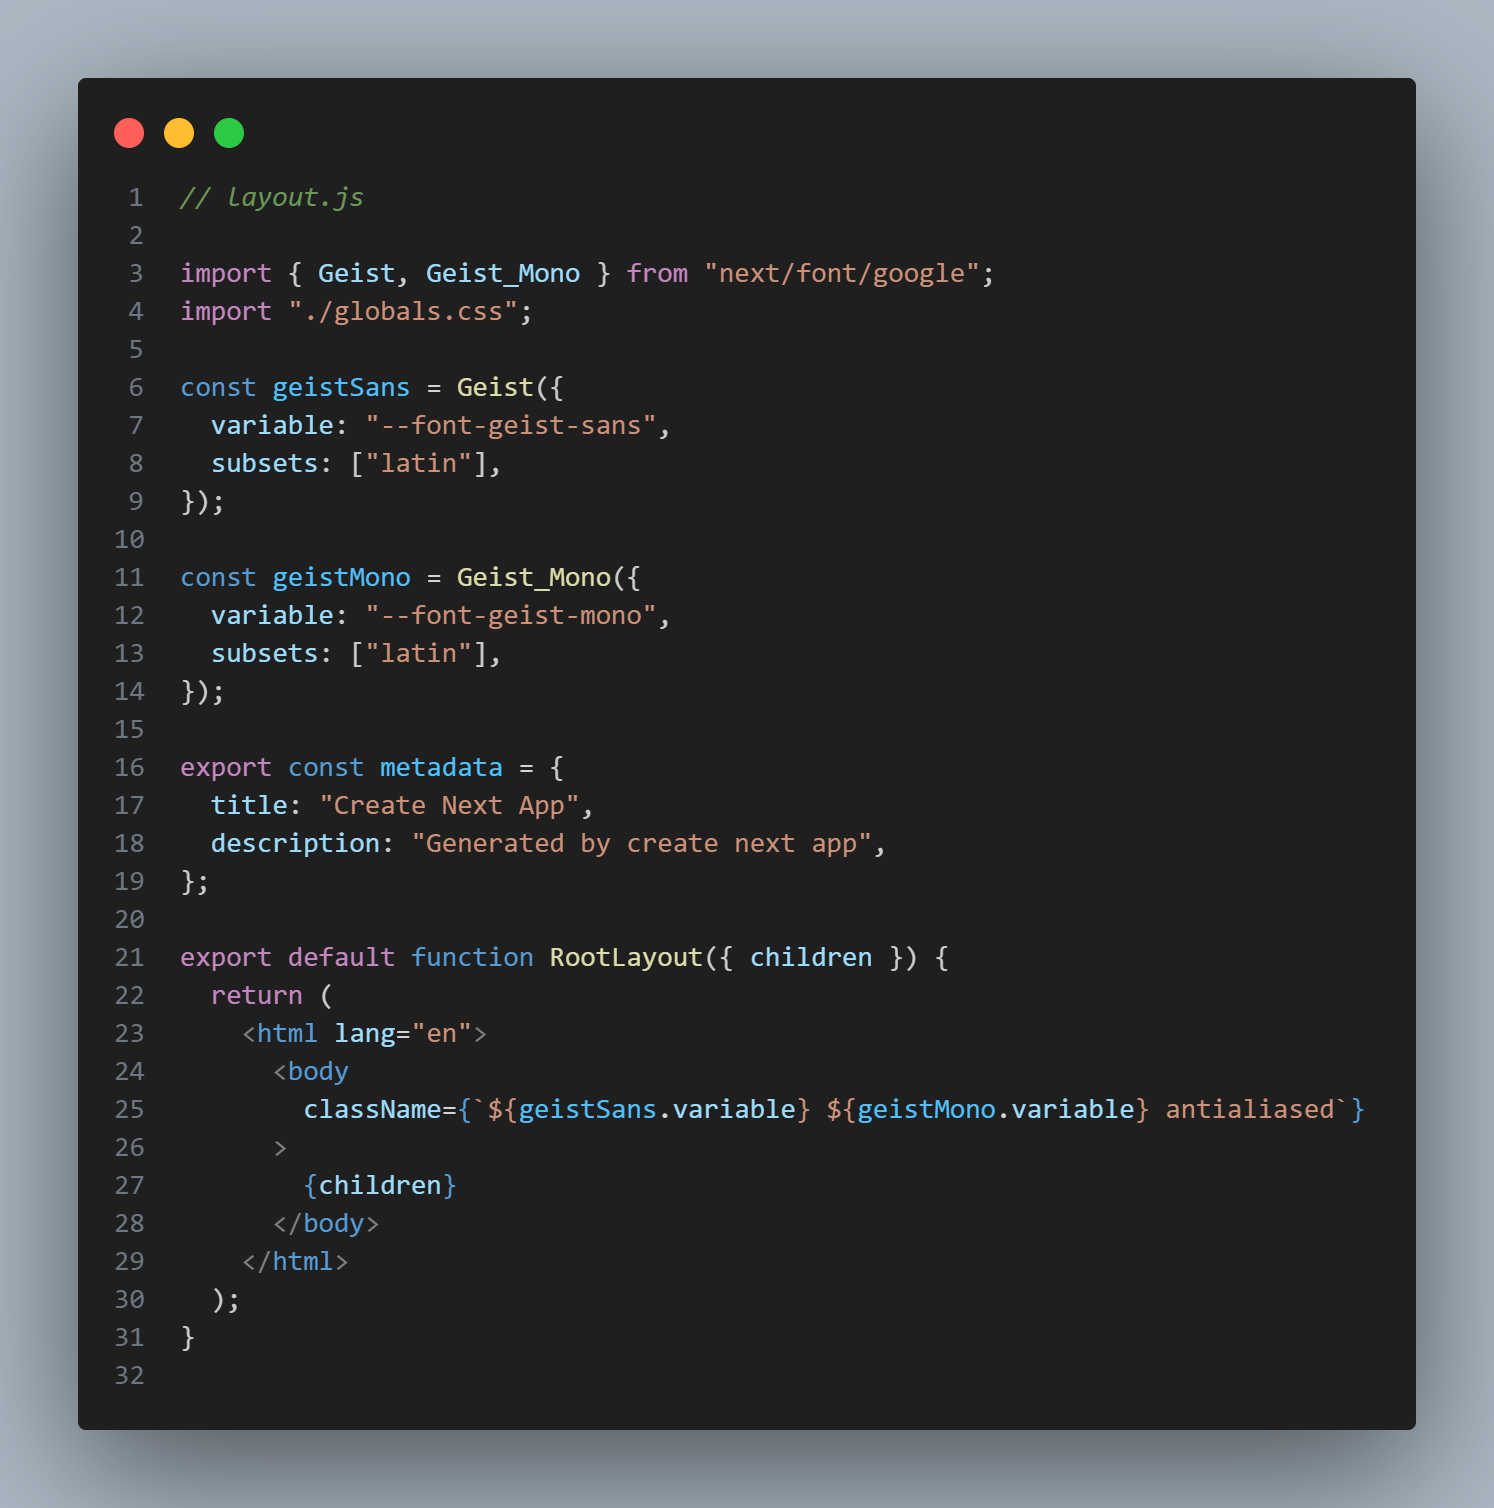 1 // layout.js
2
3 import { Geist, Geist_Mono } from "next/font/google";
4 import "./globals.css";
5
6 const geistSans = Geist({
7   variable: "--font-geist-sans",
8   subsets: ["latin"],
9 });
10
11 const geistMono = Geist_Mono({
12   variable: "--font-geist-mono",
13   subsets: ["latin"],
14 });
15
16 export const metadata = {
17   title: "Create Next App",
18   description: "Generated by create next app",
19 };
20
21 export default function RootLayout({ children }) {
22   return (
23     <html lang="en">
24       <body
25         className={`${geistSans.variable} ${geistMono.variable} antialiased`}
26       >
27         {children}
28       </body>
29     </html>
30   );
31 }
32